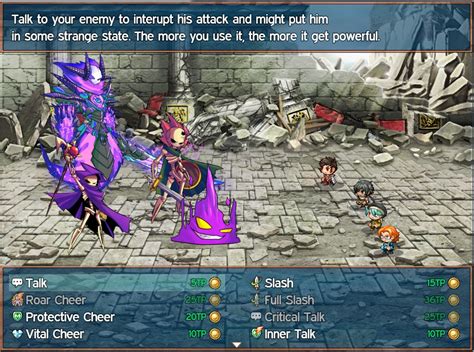 Talk to your enemy to interupt his attack and might put him
in some strange state. The more you use it, the more it get powerful.
Talk 5TP Slash 15TP
Roar Cheer 25TP Full Slash 36TP
Protective Cheer 20TP Critical Talk 25TP
Vital Cheer 10TP Inner Talk 10TP